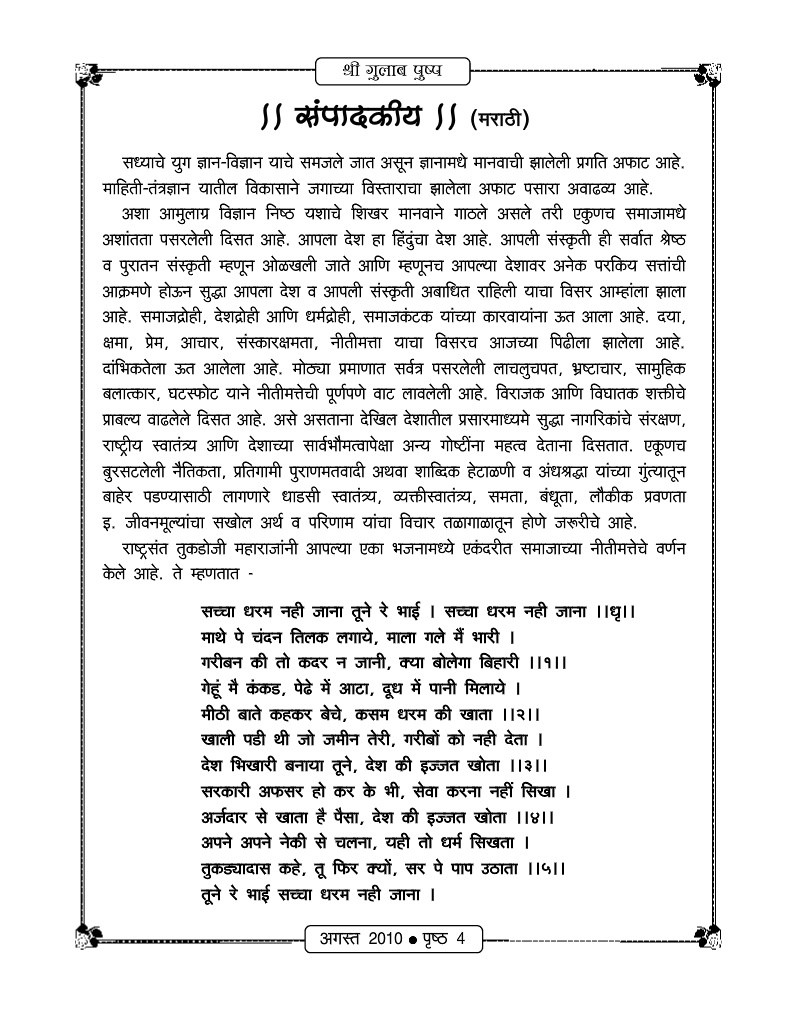 श्री गुलाब पुष्प
।। संपादकीय ।। (मराठी)
सध्याचे युग ज्ञान-विज्ञान याचे समजले जात असून ज्ञानामधे मानवाची झालेली प्रगति अफाट आहे.
माहिती-तंत्रज्ञान यातील विकासाने जगाच्या विस्ताराचा झालेला अफाट पसारा अवाढव्य आहे.
अशा आमुलाग्र विज्ञान निष्ठ यशाचे शिखर मानवाने गाठले असले तरी एकुणच समाजामधे
अशांतता पसरलेली दिसत आहे. आपला देश हा हिंदुंचा देश आहे. आपली संस्कृती ही सर्वात श्रेष्ठ
व पुरातन संस्कृती म्हणून ओळखली जाते आणि म्हणूनच आपल्या देशावर अनेक परकिय सत्तांची
आक्रमणे होऊन सुद्धा आपला देश व आपली संस्कृती अबाधित राहिली याचा विसर आम्हांला झाला
आहे. समाजद्रोही, देशद्रोही आणि धर्मद्रोही, समाजकंटक यांच्या कारवायांना ऊत आला आहे. दया,
क्षमा, प्रेम, आचार, संस्कारक्षमता, नीतीमत्ता याचा विसरच आजच्या पिढीला झालेला आहे.
दांभिकतेला ऊत आलेला आहे. मोठ्या प्रमाणात सर्वत्र पसरलेली लाचलुचपत, भ्रष्टाचार, सामुहिक
बलात्कार, घटस्फोट याने नीतीमत्तेची पूर्णपणे वाट लावलेली आहे. विराजक आणि विघातक शक्तीचे
प्राबल्य वाढलेले दिसत आहे. असे असताना देखिल देशातील प्रसारमाध्यमे सुद्धा नागरिकांचे संरक्षण,
राष्ट्रीय स्वातंत्र्य आणि देशाच्या सार्वभौमत्वापेक्षा अन्य गोष्टींना महत्व देताना दिसतात. एकूणच
बुरसटलेली नैतिकता, प्रतिगामी पुराणमतवादी अथवा शाब्दिक हेटाळणी व अंधश्रद्धा यांच्या गुंत्यातून
बाहेर पडण्यासाठी लागणारे धाडसी स्वातंत्र्य, व्यक्तीस्वातंत्र्य, समता, बंधूता, लौकीक प्रवणता
इ. जीवनमूल्यांचा सखोल अर्थ व परिणाम यांचा विचार तळागाळातून होणे जरूरीचे आहे.
राष्ट्रसंत तुकडोजी महाराजांनी आपल्या एका भजनामध्ये एकंदरीत समाजाच्या नीतीमत्तेचे वर्णन
केले आहे. ते म्हणतात -
सच्चा धरम नही जाना तूने रे भाई । सच्चा धरम नही जाना ।।धृ।।
माथे पे चंदन तिलक लगाये, माला गले मैं भारी ।
गरीबन की तो कदर न जानी, क्या बोलेगा बिहारी ।।१।।
गेहूं मै कंकड, पेढे में आटा, दूध में पानी मिलाये ।
मीठी बाते कहकर बेचे, कसम धरम की खाता ।।२।।
खाली पडी थी जो जमीन तेरी, गरीबों को नही देता ।
देश भिखारी बनाया तूने, देश की इज्जत खोता ।।३।।
सरकारी अफसर हो कर के भी, सेवा करना नहीं सिखा ।
अर्जदार से खाता है पैसा, देश की इज्जत खोता ।।४।।
अपने अपने नेकी से चलना, यही तो धर्म सिखता ।
तुकड्यादास कहे, तू फिर क्यों, सर पे पाप उठाता ।।५।।
तूने रे भाई सच्चा धरम नही जाना ।
अगस्त 2010 ● पृष्ठ 4